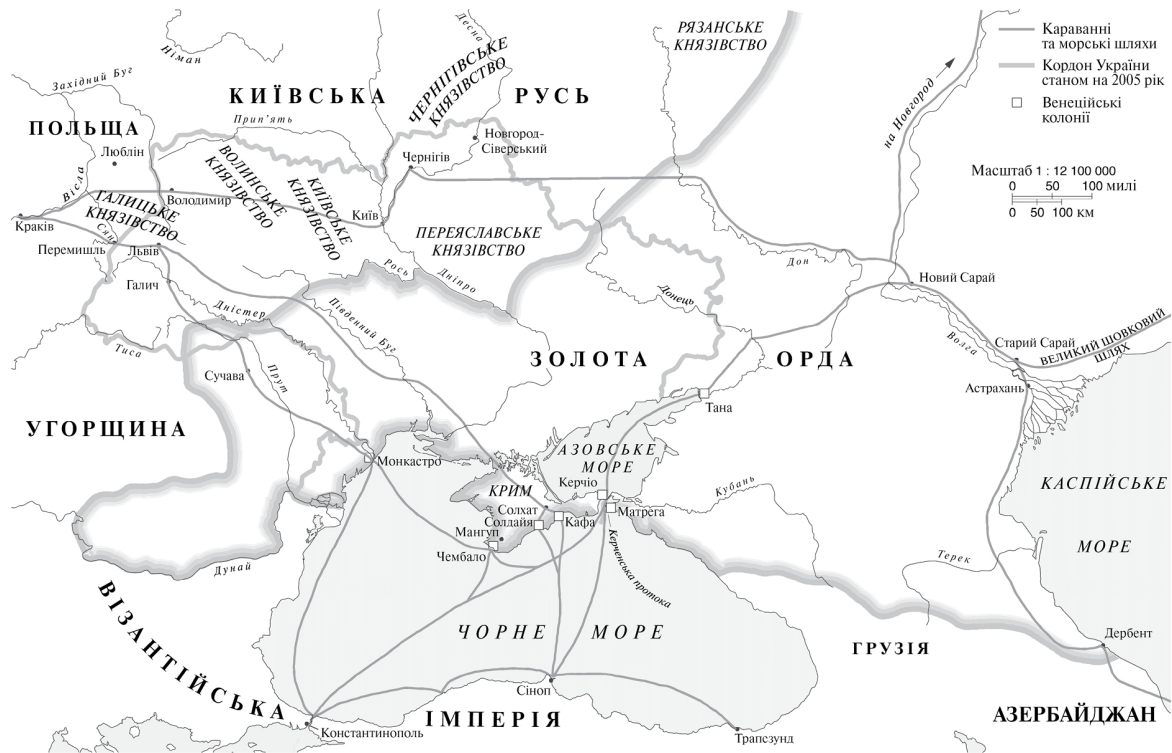 РЯЗАНСЬКЕ
КНЯЗІВСТВО
Караванні
та морські шляхи
Кордон України
станом на 2005 рік
Венеційські
колонії
Масштаб 1 : 12 100 000
0 50 100 милі
0 50 100 км
на Новгород
Десна
Німан
Західний Буг
КИЇВСЬКА РУСЬ
ЧЕРНІГІВСЬКЕ
КНЯЗІВСТВО
ПОЛЬЩА
Прип'ять
Новгород-
Сіверський
Люблін
Чернігів
Вісла
ВОЛИНСЬКЕ
КНЯЗІВСТВО
КИЇВСЬКЕ
КНЯЗІВСТВО
Володимир
ГАЛИЦЬКЕ
КНЯЗІВСТВО
Краків
Київ
ПЕРЕЯСЛАВСЬКЕ
КНЯЗІВСТВО
Сян
Перемишль
Львів
Галич
Рось
Дніпро
Дон
Новий Сарай
Донець
Дністер
Південний Буг
Тиса
Волга
Старий Сарай
ВЕЛИКИЙ ШОВКОВИЙ
ШЛЯХ
ЗОЛОТА ОРДА
Сучава
Прут
Астрахань
Тана
УГОРЩИНА
АЗОВСЬКЕ
МОРЕ
Монкастро
Керчіо
КРИМ
Кубань
КАСПІЙСЬКЕ
МОРЕ
Солхат
Солдайя
Кафа
Матрега
Мангуп
Чембало
Керченська протока
Терек
Дунай
ВІЗАНТІЙСЬКА
ІМПЕРІЯ
ЧОРНЕ МОРЕ
ГРУЗІЯ
Дербент
Сіноп
Константинополь
Трапезунд
АЗЕРБАЙДЖАН